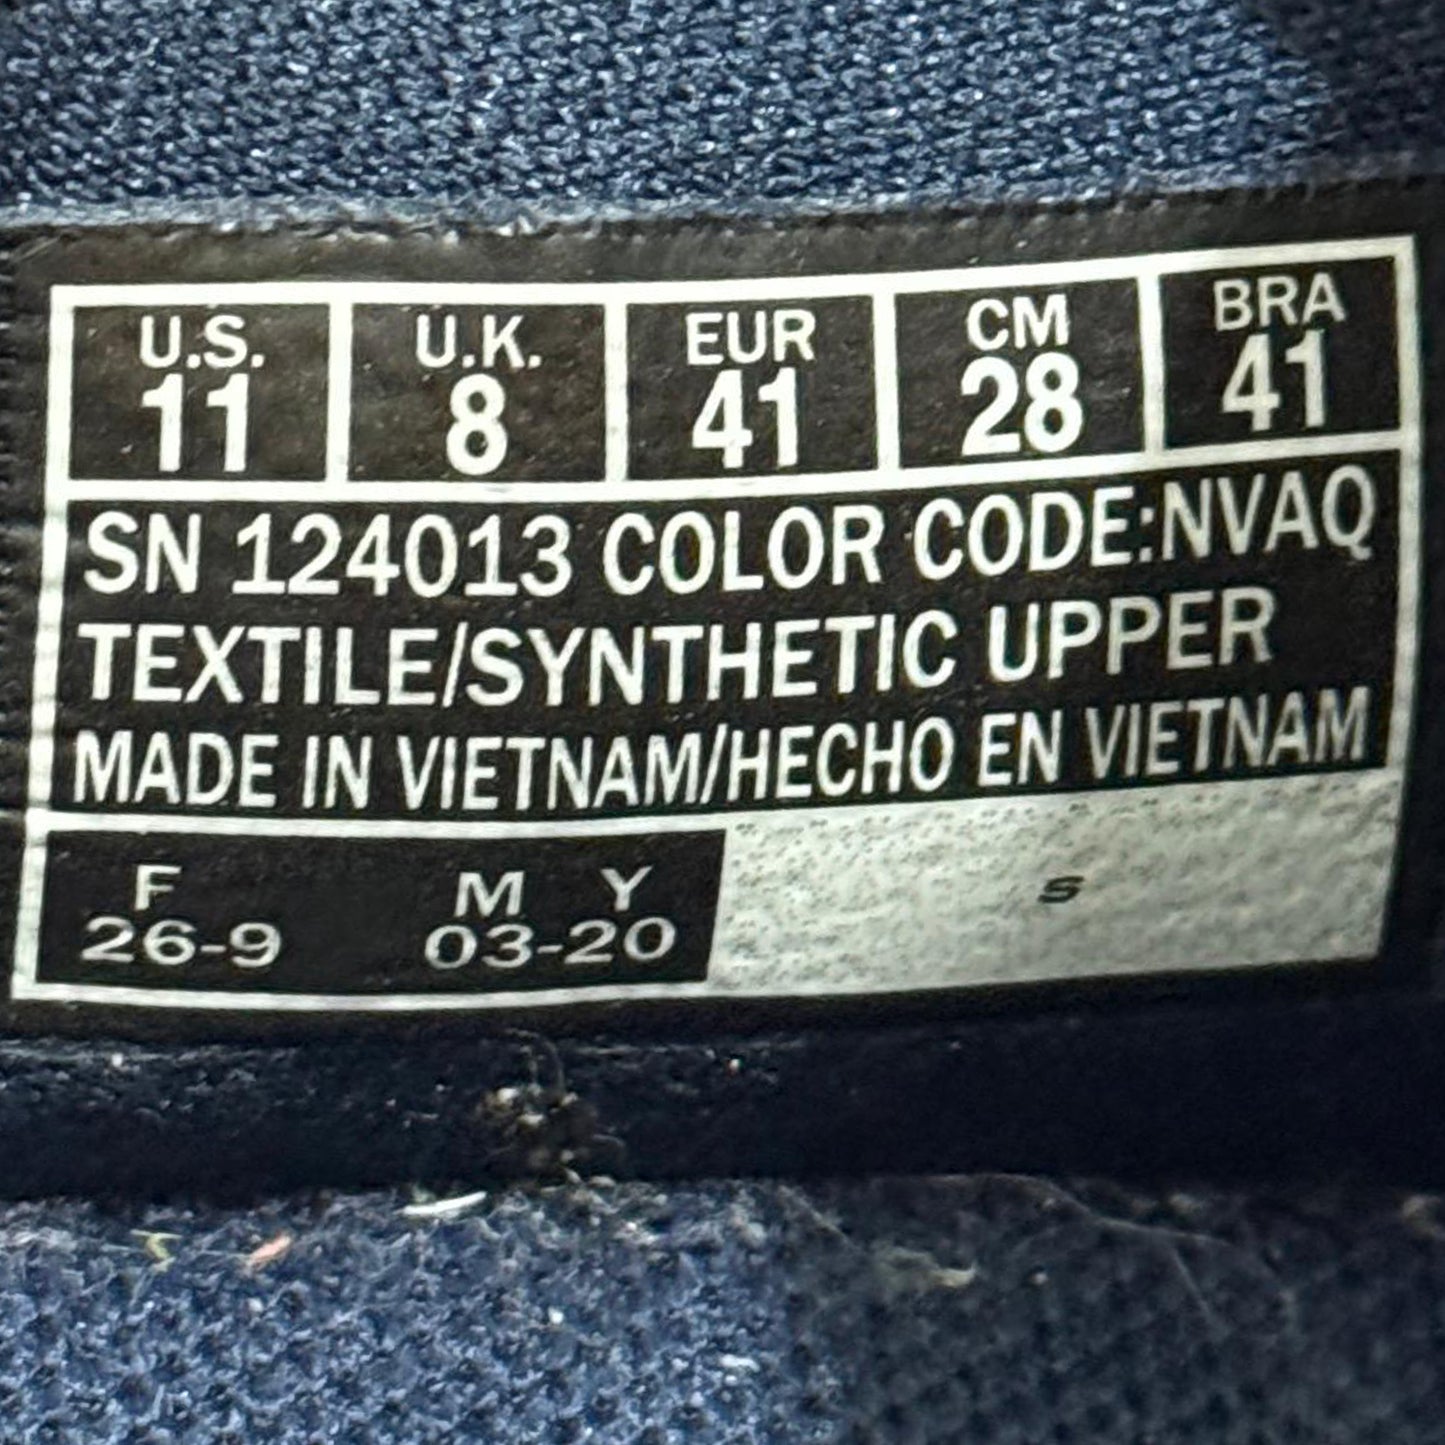 U.S. U.K. EUR CM BRA
11 8 41 28 41
SN 124013 COLOR CODE:NVAQ
TEXTILE/SYNTHETIC UPPER
MADE IN VIETNAM/HECHO EN VIETNAM
F M Y
26-9 03-20
S